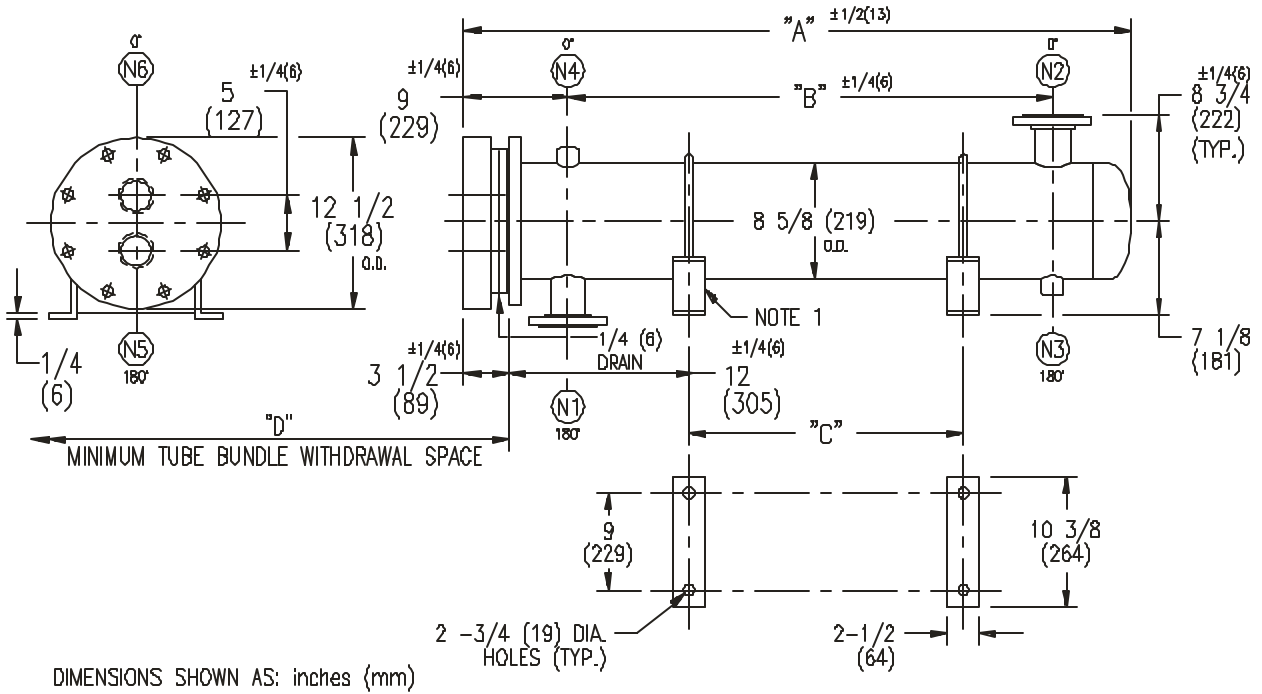 0°
N6
±1/4(6)
5
(127)
12 1/2
(318)
O.D.
1/4
(6)
N5
180°
"A" ±1/2(13)
±1/4(6)
9
(229)
0°
N4
"B" ±1/4(6)
0°
N2
±1/4(6)
8 3/4
(222)
(TYP.)
8 5/8 (219)
O.D.
NOTE 1
7 1/8
(181)
±1/4(6)
3 1/2
(89)
1/4 (6)
DRAIN
±1/4(6)
12
(305)
N1
180°
N3
180°
"D"
MINIMUM TUBE BUNDLE WITHDRAWAL SPACE
"C"
9
(229)
10 3/8
(264)
2 -3/4 (19) DIA.
HOLES (TYP.)
2-1/2
(64)
DIMENSIONS SHOWN AS: inches (mm)